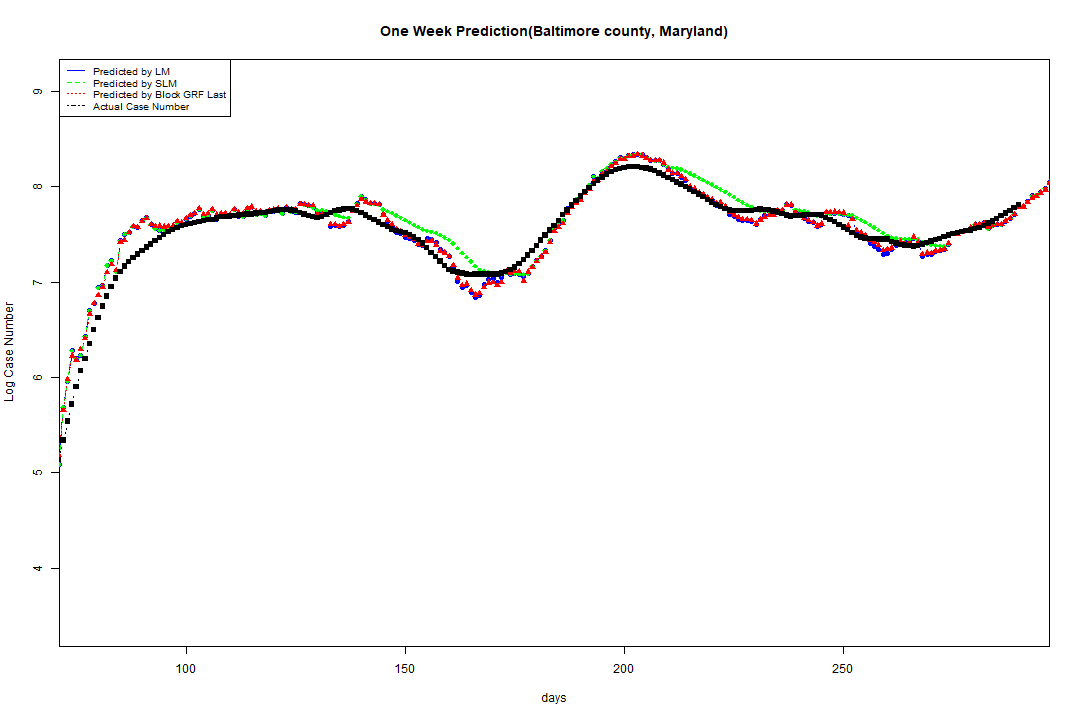 One Week Prediction(Baltimore county, Maryland)
Predicted by LM
Predicted by SLM
Predicted by Block GRF Last
Actual Case Number
9
8
7
6
5
4
Log Case Number
100 150 200 250
days